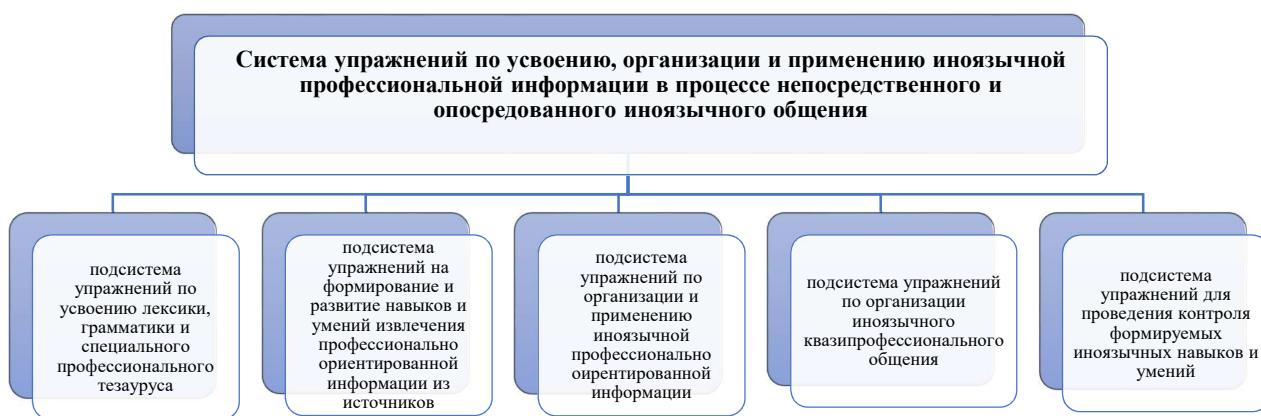 Система упражнений по усвоению, организации и применению иноязычной
профессиональной информации в процессе непосредственного и
опосредованного иноязычного общения
подсистема
упражнений по
усвоению лексики,
грамматики и
специального
профессионального
тезауруса
подсистема
упражнений на
формирование и
развитие навыков и
умений извлечения
профессионально
ориентированной
информации из
источников
подсистема
упражнений по
организации и
применению
иноязычной
профессионально
оирентированной
информации
подсистема упражнений
по организации
иноязычного
квазипрофессионального
общения
подсистема
упражнений для
проведения контроля
формируемых
иноязычных навыков и
умений